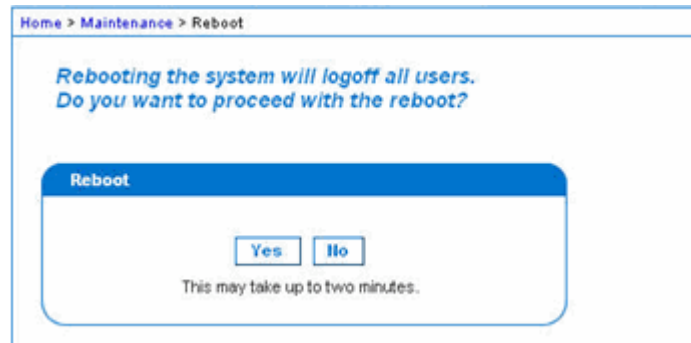 Home > Maintenance > Reboot
Rebooting the system will logoff all users.
Do you want to proceed with the reboot?
Reboot
Yes No
This may take up to two minutes.